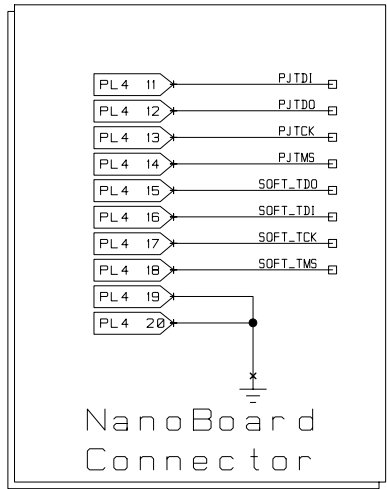 PL4 11 PJTDI
PL4 12 PJTDO
PL4 13 PJTCK
PL4 14 PJTMS
PL4 15 SOFT_TDO
PL4 16 SOFT_TDI
PL4 17 SOFT_TCK
PL4 18 SOFT_TMS
PL4 19
PL4 20
NanoBoard
Connector